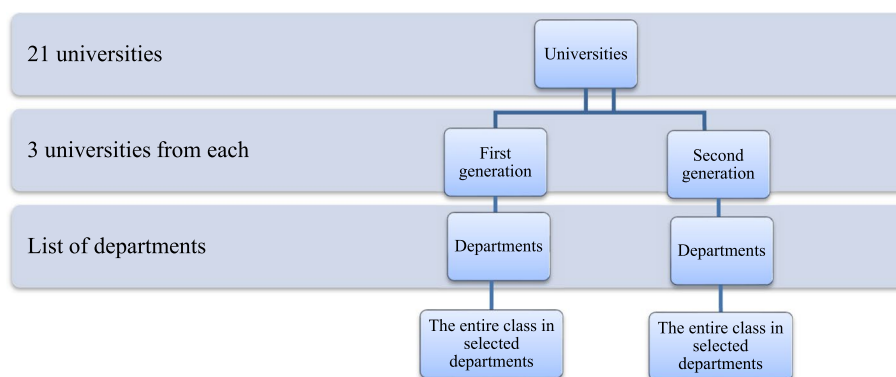 21 universities
Universities
3 universities from each
First
generation
Second
generation
List of departments
Departments
Departments
The entire class in
selected
departments
The entire class in
selected
departments